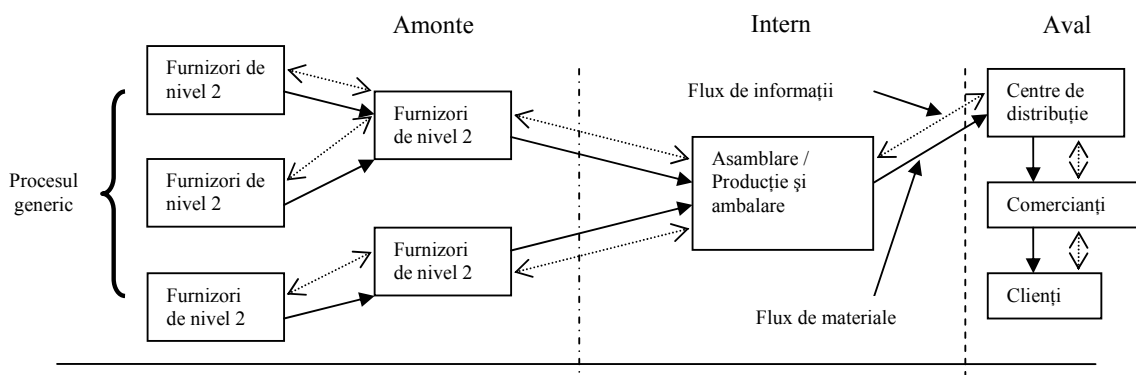 Amonte
Intern
Aval
Furnizori de
nivel 2
Furnizori
de nivel 2
Furnizori de
nivel 2
Procesul
generic
Furnizori
de nivel 2
Furnizori
de nivel 2
Flux de informații
Asamblare /
Producție şi
ambalare
Flux de materiale
Centre de
distribuție
Comercianți
Clienți